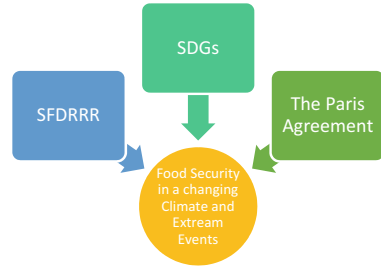 SDGs
SFDRRR
The Paris
Agreement
Food Security
in a changing
Climate and
Extream
Events